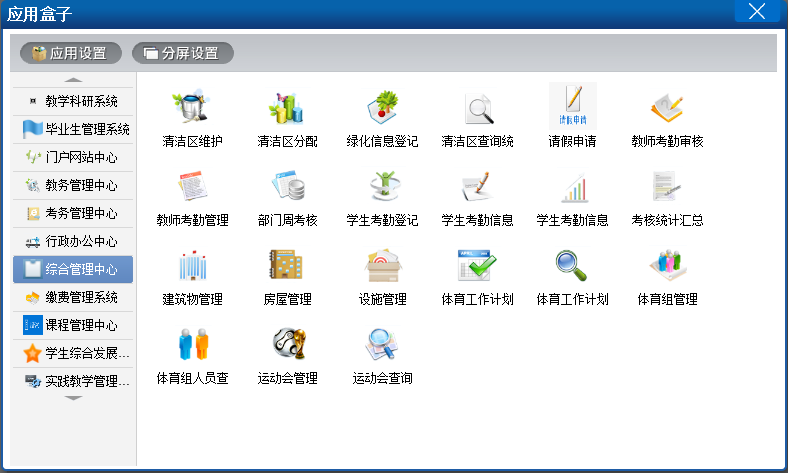 应用盒子
应用设置 分屏设置
教学科研系统
毕业生管理系统
门户网站中心
教务管理中心
考务管理中心
行政办公中心
综合管理中心
缴费管理系统
课程管理中心
学生综合发展...
实践教学管理...
清洁区维护 清洁区分配 绿化信息登记 清洁区查询统 请假申请 教师考勤审核
请假申请
教师考勤管理 部门周考核 学生考勤登记 学生考勤信息 学生考勤信息 考核统计汇总
建筑物管理 房屋管理 设施管理 体育工作计划 体育工作计划 体育组管理
体育组人员查 运动会管理 运动会查询